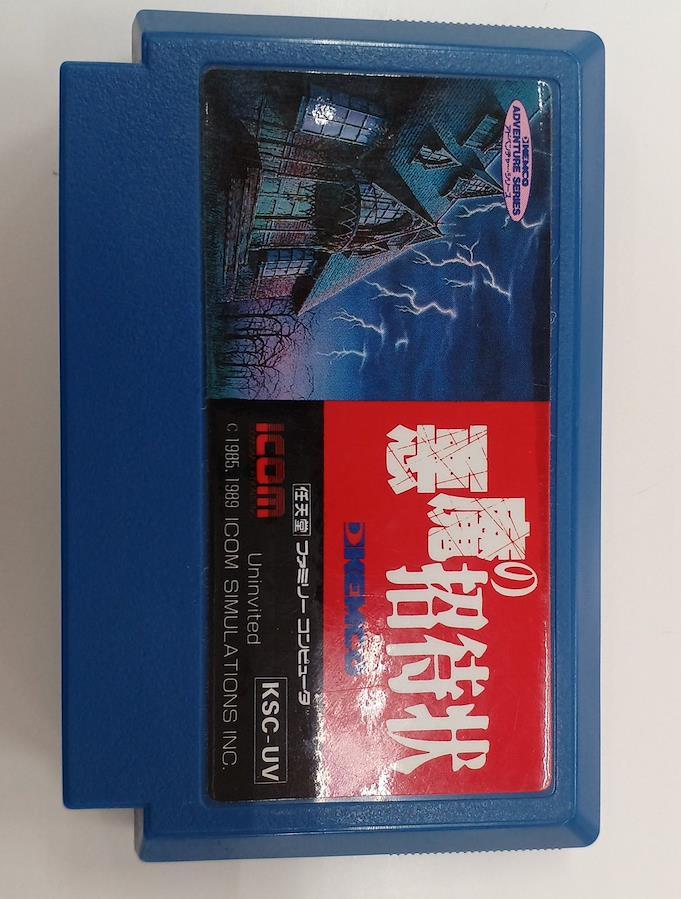 KEMCO
ADVENTURE SERIES
アドベンチャー・シリーズ
悪魔の招待状
KEMCO
任天堂 ファミリー コンピュータ
ICOM
Uninvited
KSC-UV
C 1985, 1989 ICOM SIMULATIONS INC.